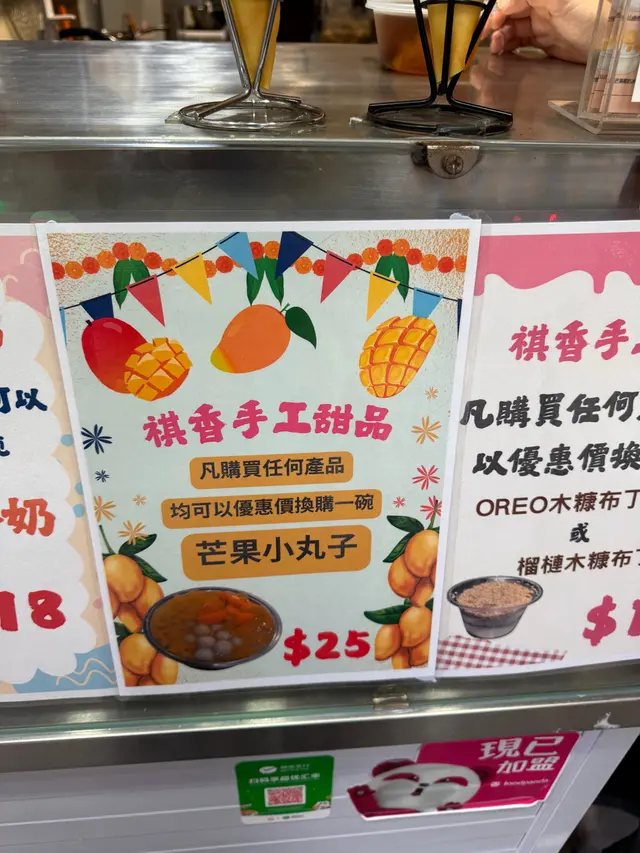 可以
奶
18
祺香手工甜品
凡購買任何產品
均可以優惠價換購一碗
芒果小丸子
$25
祺香手
凡購買任何
以優惠價換
OREO木糠布丁
或
榴槤木糠布丁
現已
加盟
foodpanda